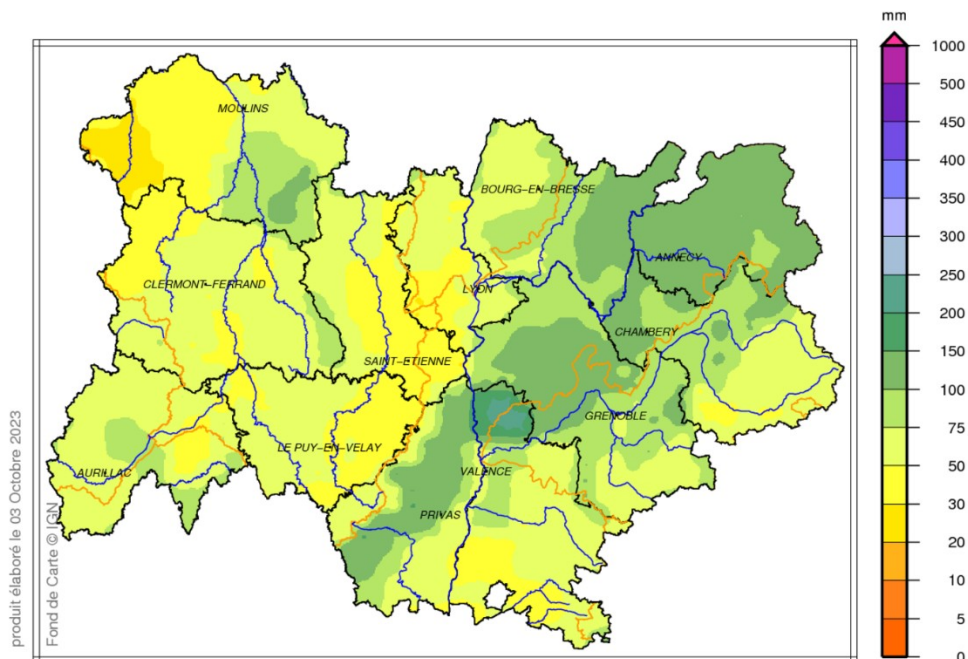 mm
1000
500
450
400
350
300
250
200
150
100
75
50
30
20
10
5
0
MOULINS
BOURG-EN-BRESSE
ANNECY
CLERMONT-FERRAND
LYON
CHAMBERY
SAINT-ETIENNE
GRENOBLE
LE PUY-EN-VELAY
AURILLAC
VALENCE
PRIVAS
produit élaboré le 03 Octobre 2023
Fond de Carte © IGN